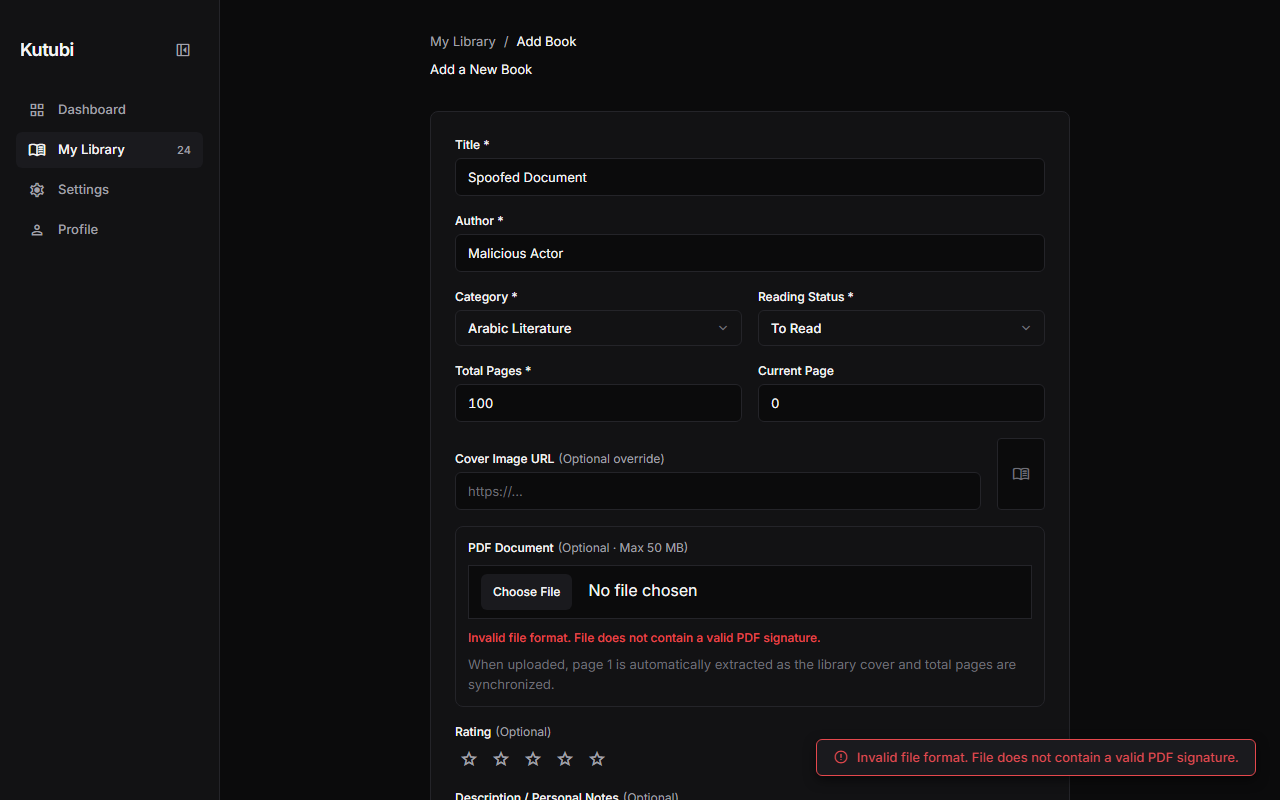 Kutubi
Dashboard
My Library 24
Settings
Profile
My Library / Add Book
Add a New Book
Title *
Spoofed Document
Author *
Malicious Actor
Category *
Arabic Literature
Reading Status *
To Read
Total Pages *
100
Current Page
0
Cover Image URL (Optional override)
https://...
PDF Document (Optional · Max 50 MB)
Choose File No file chosen
Invalid file format. File does not contain a valid PDF signature.
When uploaded, page 1 is automatically extracted as the library cover and total pages are
synchronized.
Rating (Optional)
Invalid file format. File does not contain a valid PDF signature.
Description / Personal Notes (Optional)